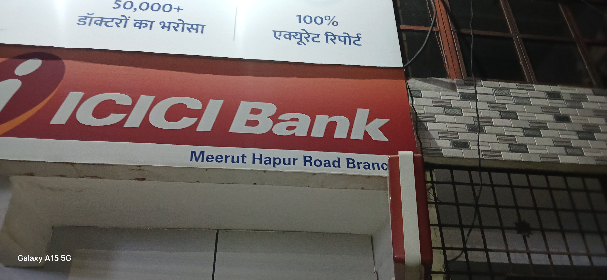 50,000+
डॉक्टरों का भरोसा
100%
एक्यूरेट रिपोर्ट
ICICI Bank
Meerut Hapur Road Branc
Galaxy A15 5G